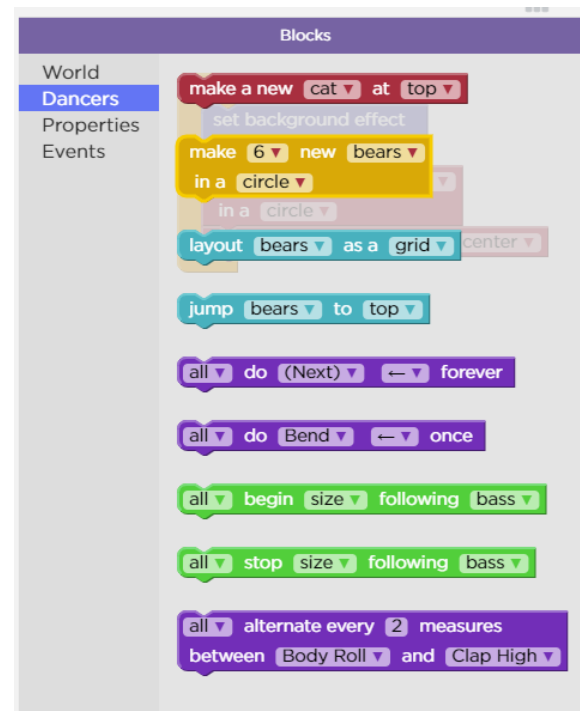 Blocks
World
Dancers
Properties
Events
make a new cat ▼ at top ▼
set background effect
make 6 ▼ new bears ▼
in a circle ▼
in a circle ▼
layout bears ▼ as a grid ▼
center ▼
jump bears ▼ to top ▼
all ▼ do (Next) ▼ ← ▼ forever
all ▼ do Bend ▼ ← ▼ once
all ▼ begin size ▼ following bass ▼
all ▼ stop size ▼ following bass ▼
all ▼ alternate every 2 measures
between Body Roll ▼ and Clap High ▼